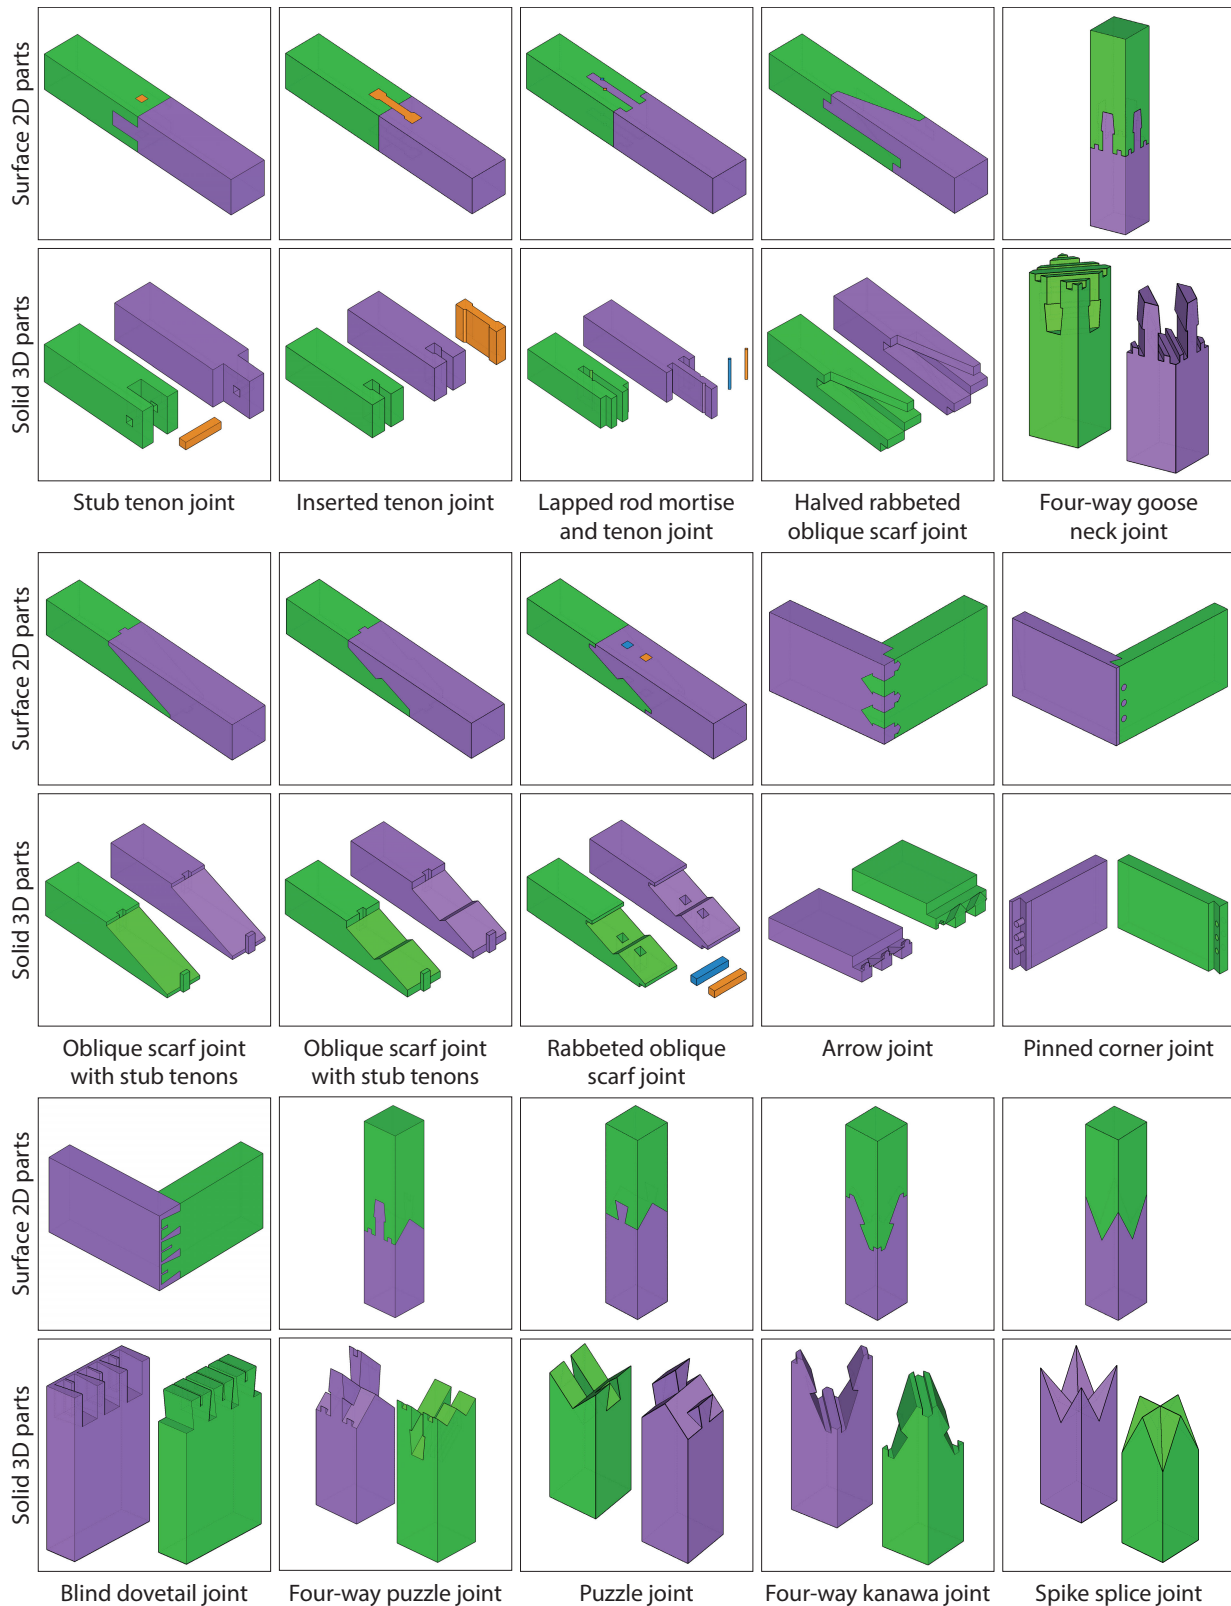 Surface 2D parts
Solid 3D parts
Stub tenon joint
Inserted tenon joint
Lapped rod mortise
and tenon joint
Halved rabbeted
oblique scarf joint
Four-way goose
neck joint
Surface 2D parts
Solid 3D parts
Oblique scarf joint
with stub tenons
Oblique scarf joint
with stub tenons
Rabbeted oblique
scarf joint
Arrow joint
Pinned corner joint
Surface 2D parts
Solid 3D parts
Blind dovetail joint
Four-way puzzle joint
Puzzle joint
Four-way kanawa joint
Spike splice joint